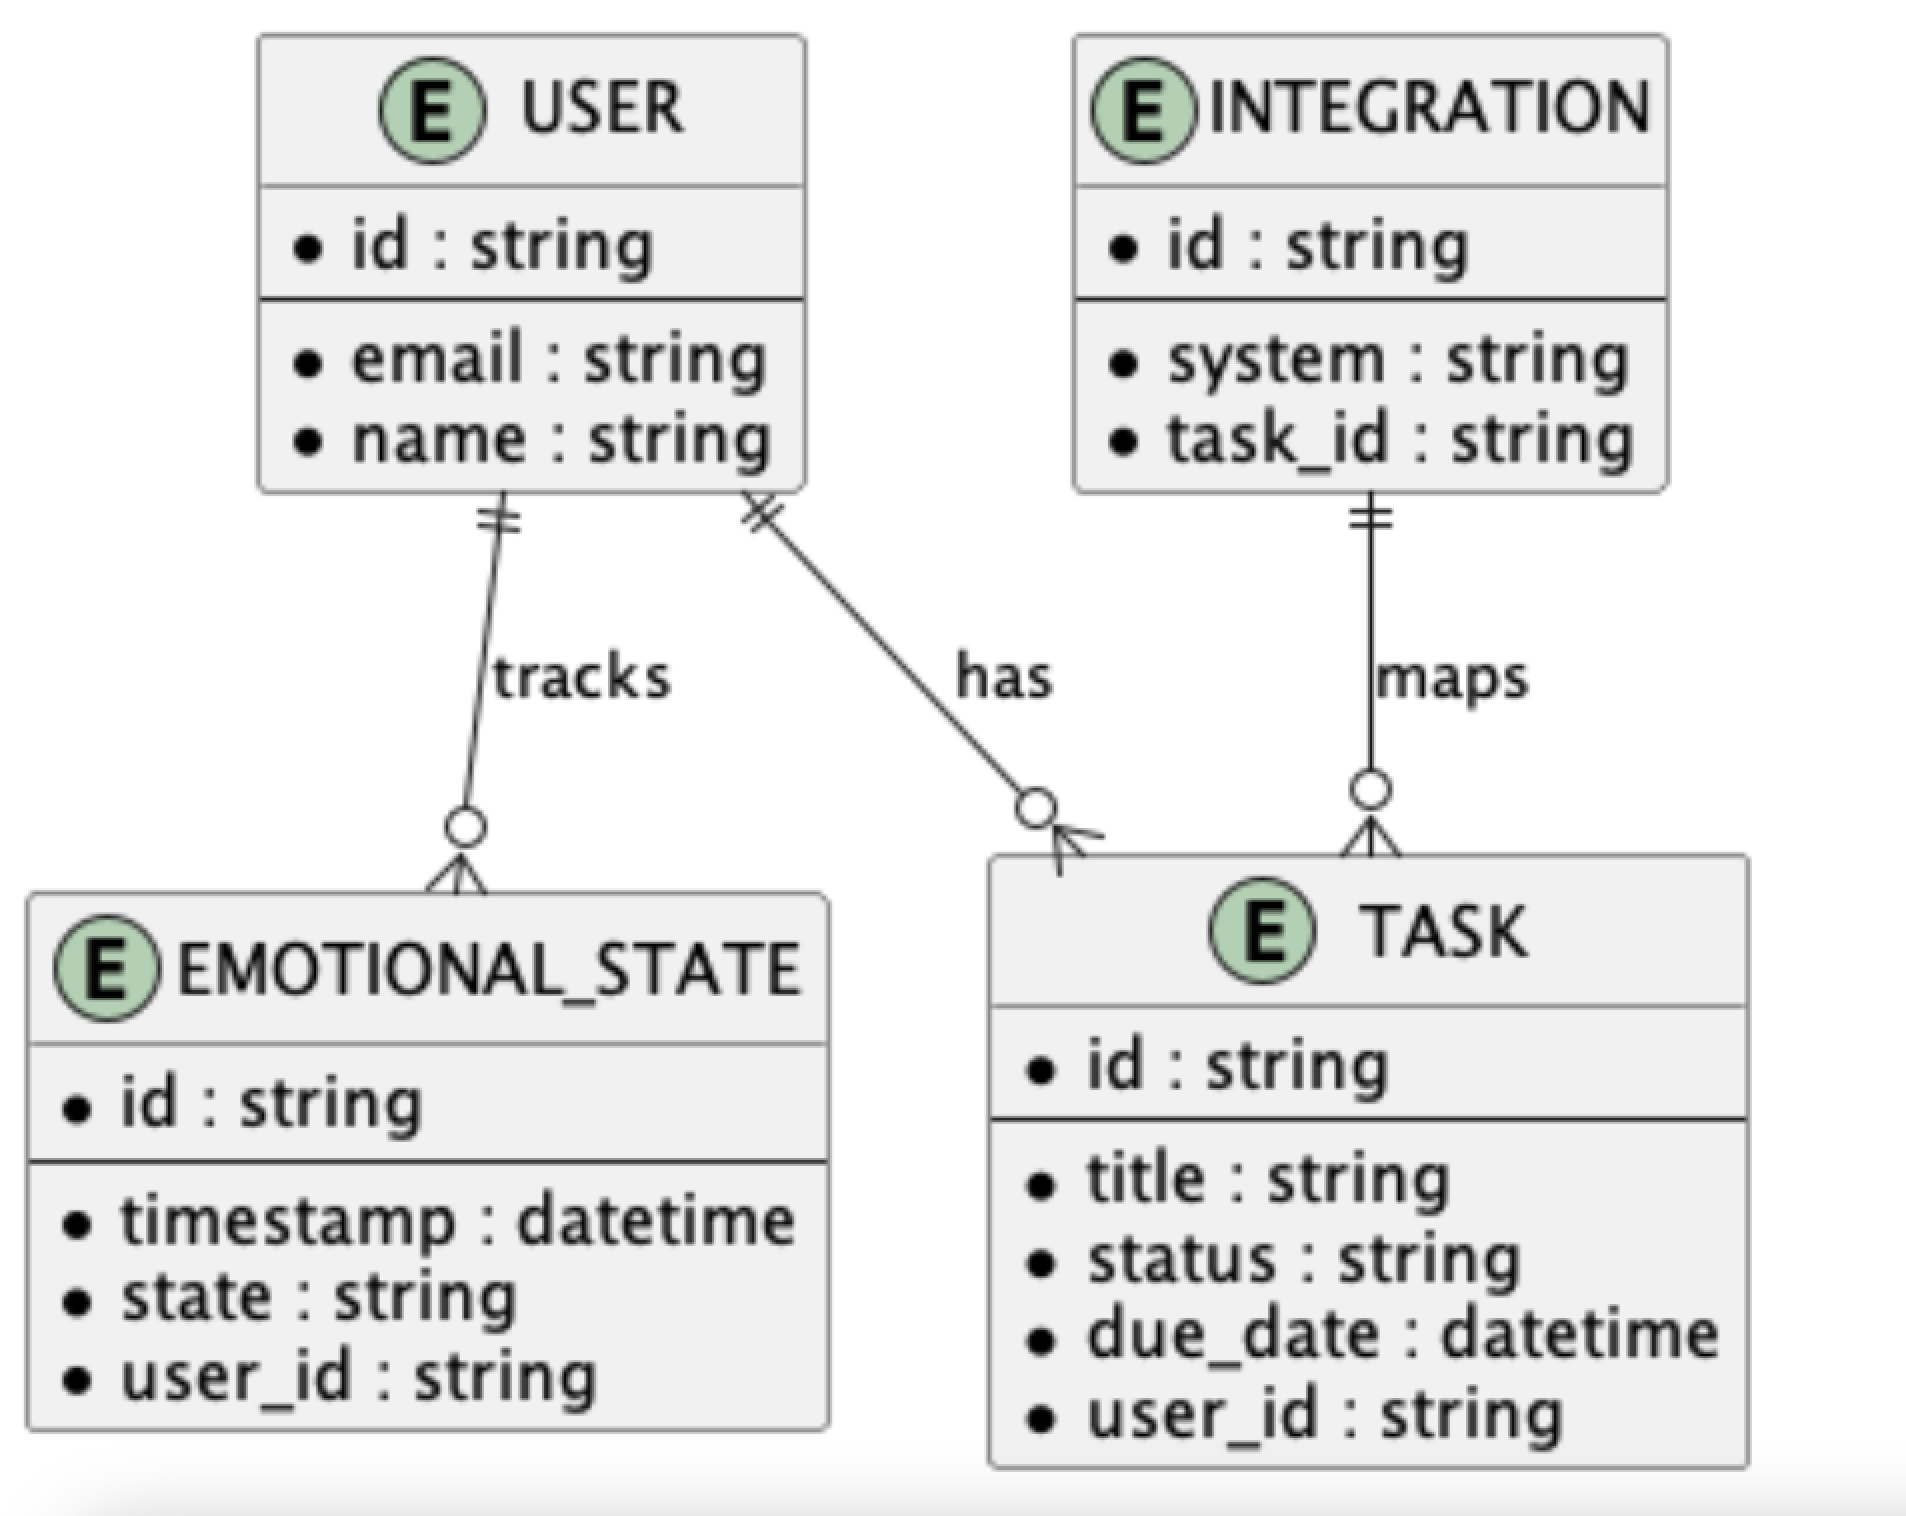 E USER
id : string
email : string
name : string
E INTEGRATION
id : string
system : string
task_id : string
tracks
has
maps
E EMOTIONAL_STATE
id : string
timestamp : datetime
state : string
user_id : string
E TASK
id : string
title : string
status : string
due_date : datetime
user_id : string